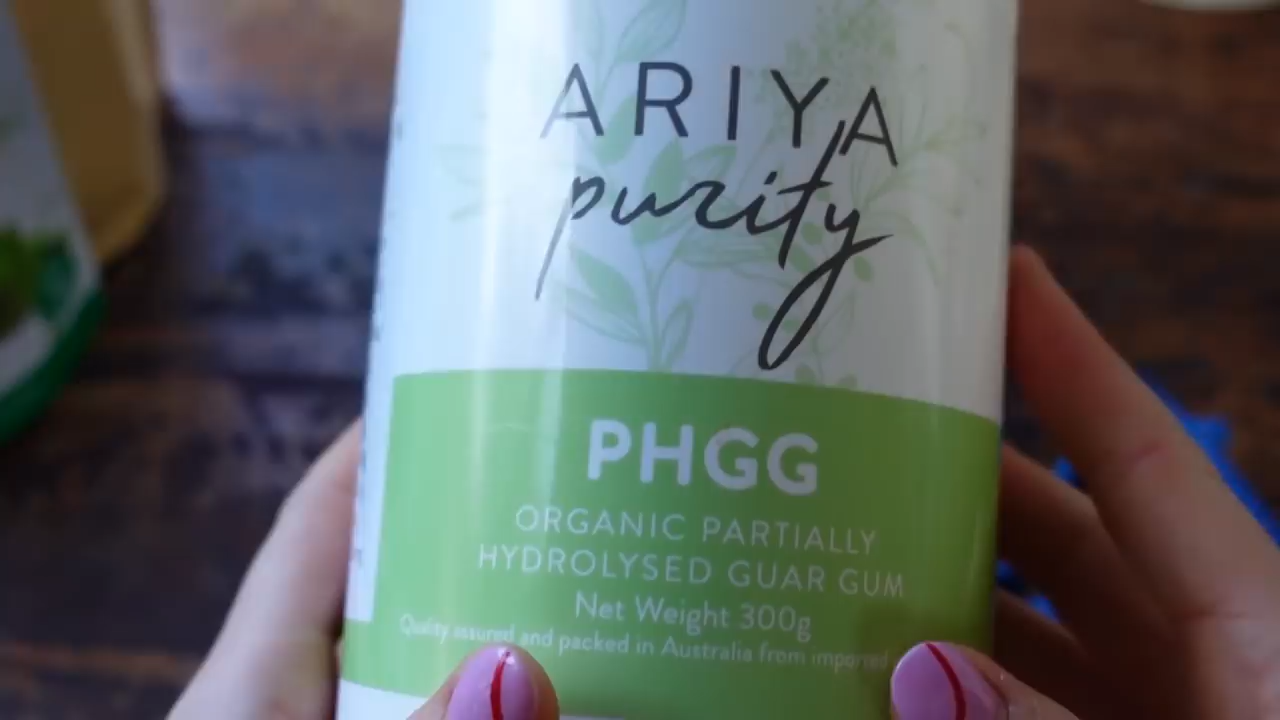 ARIYA
purity
PHGG
ORGANIC PARTIALLY
HYDROLYSED GUAR GUM
Net Weight 300g
Quality assured and packed in Australia from imported